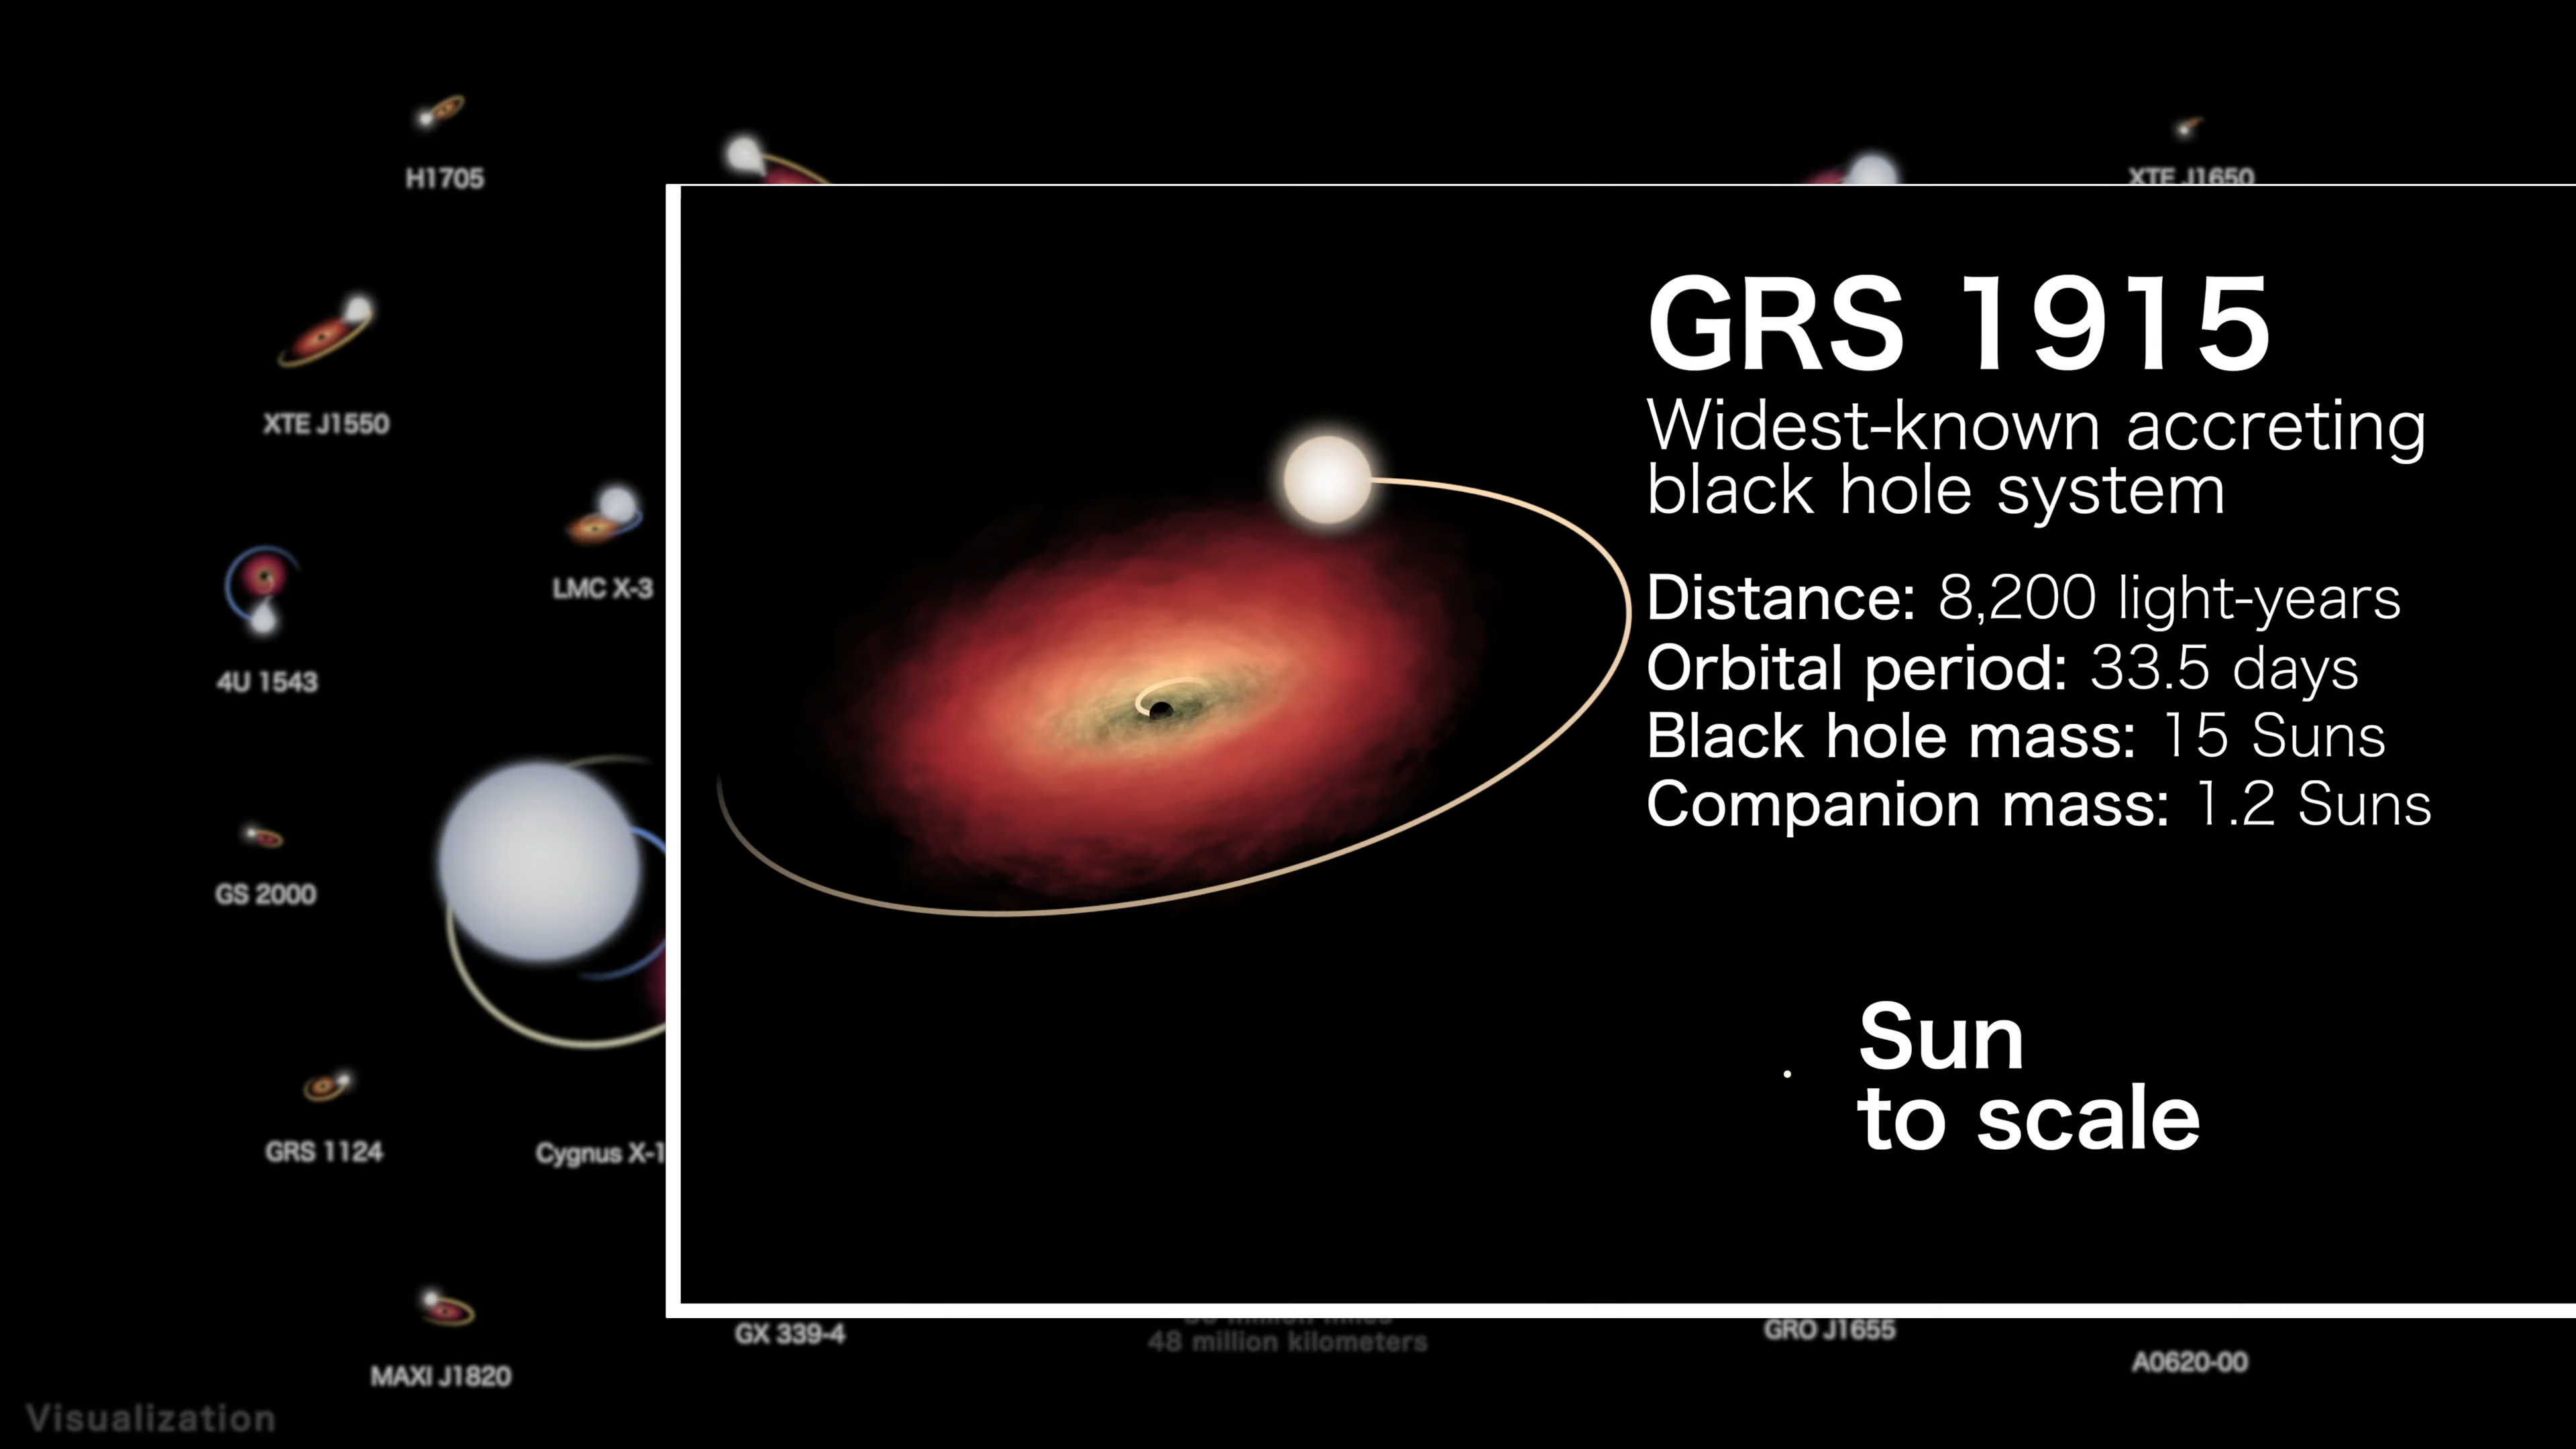 H1705
XTE J1650
GRS 1915
Widest-known accreting
black hole system
XTE J1550
LMC X-3
Distance: 8,200 light-years
Orbital period: 33.5 days
Black hole mass: 15 Suns
Companion mass: 1.2 Suns
4U 1543
GS 2000
Sun
to scale
GRS 1124
Cygnus X-1
GX 339-4
48 million kilometers
GRO J1655
A0620-00
MAXI J1820
Visualization